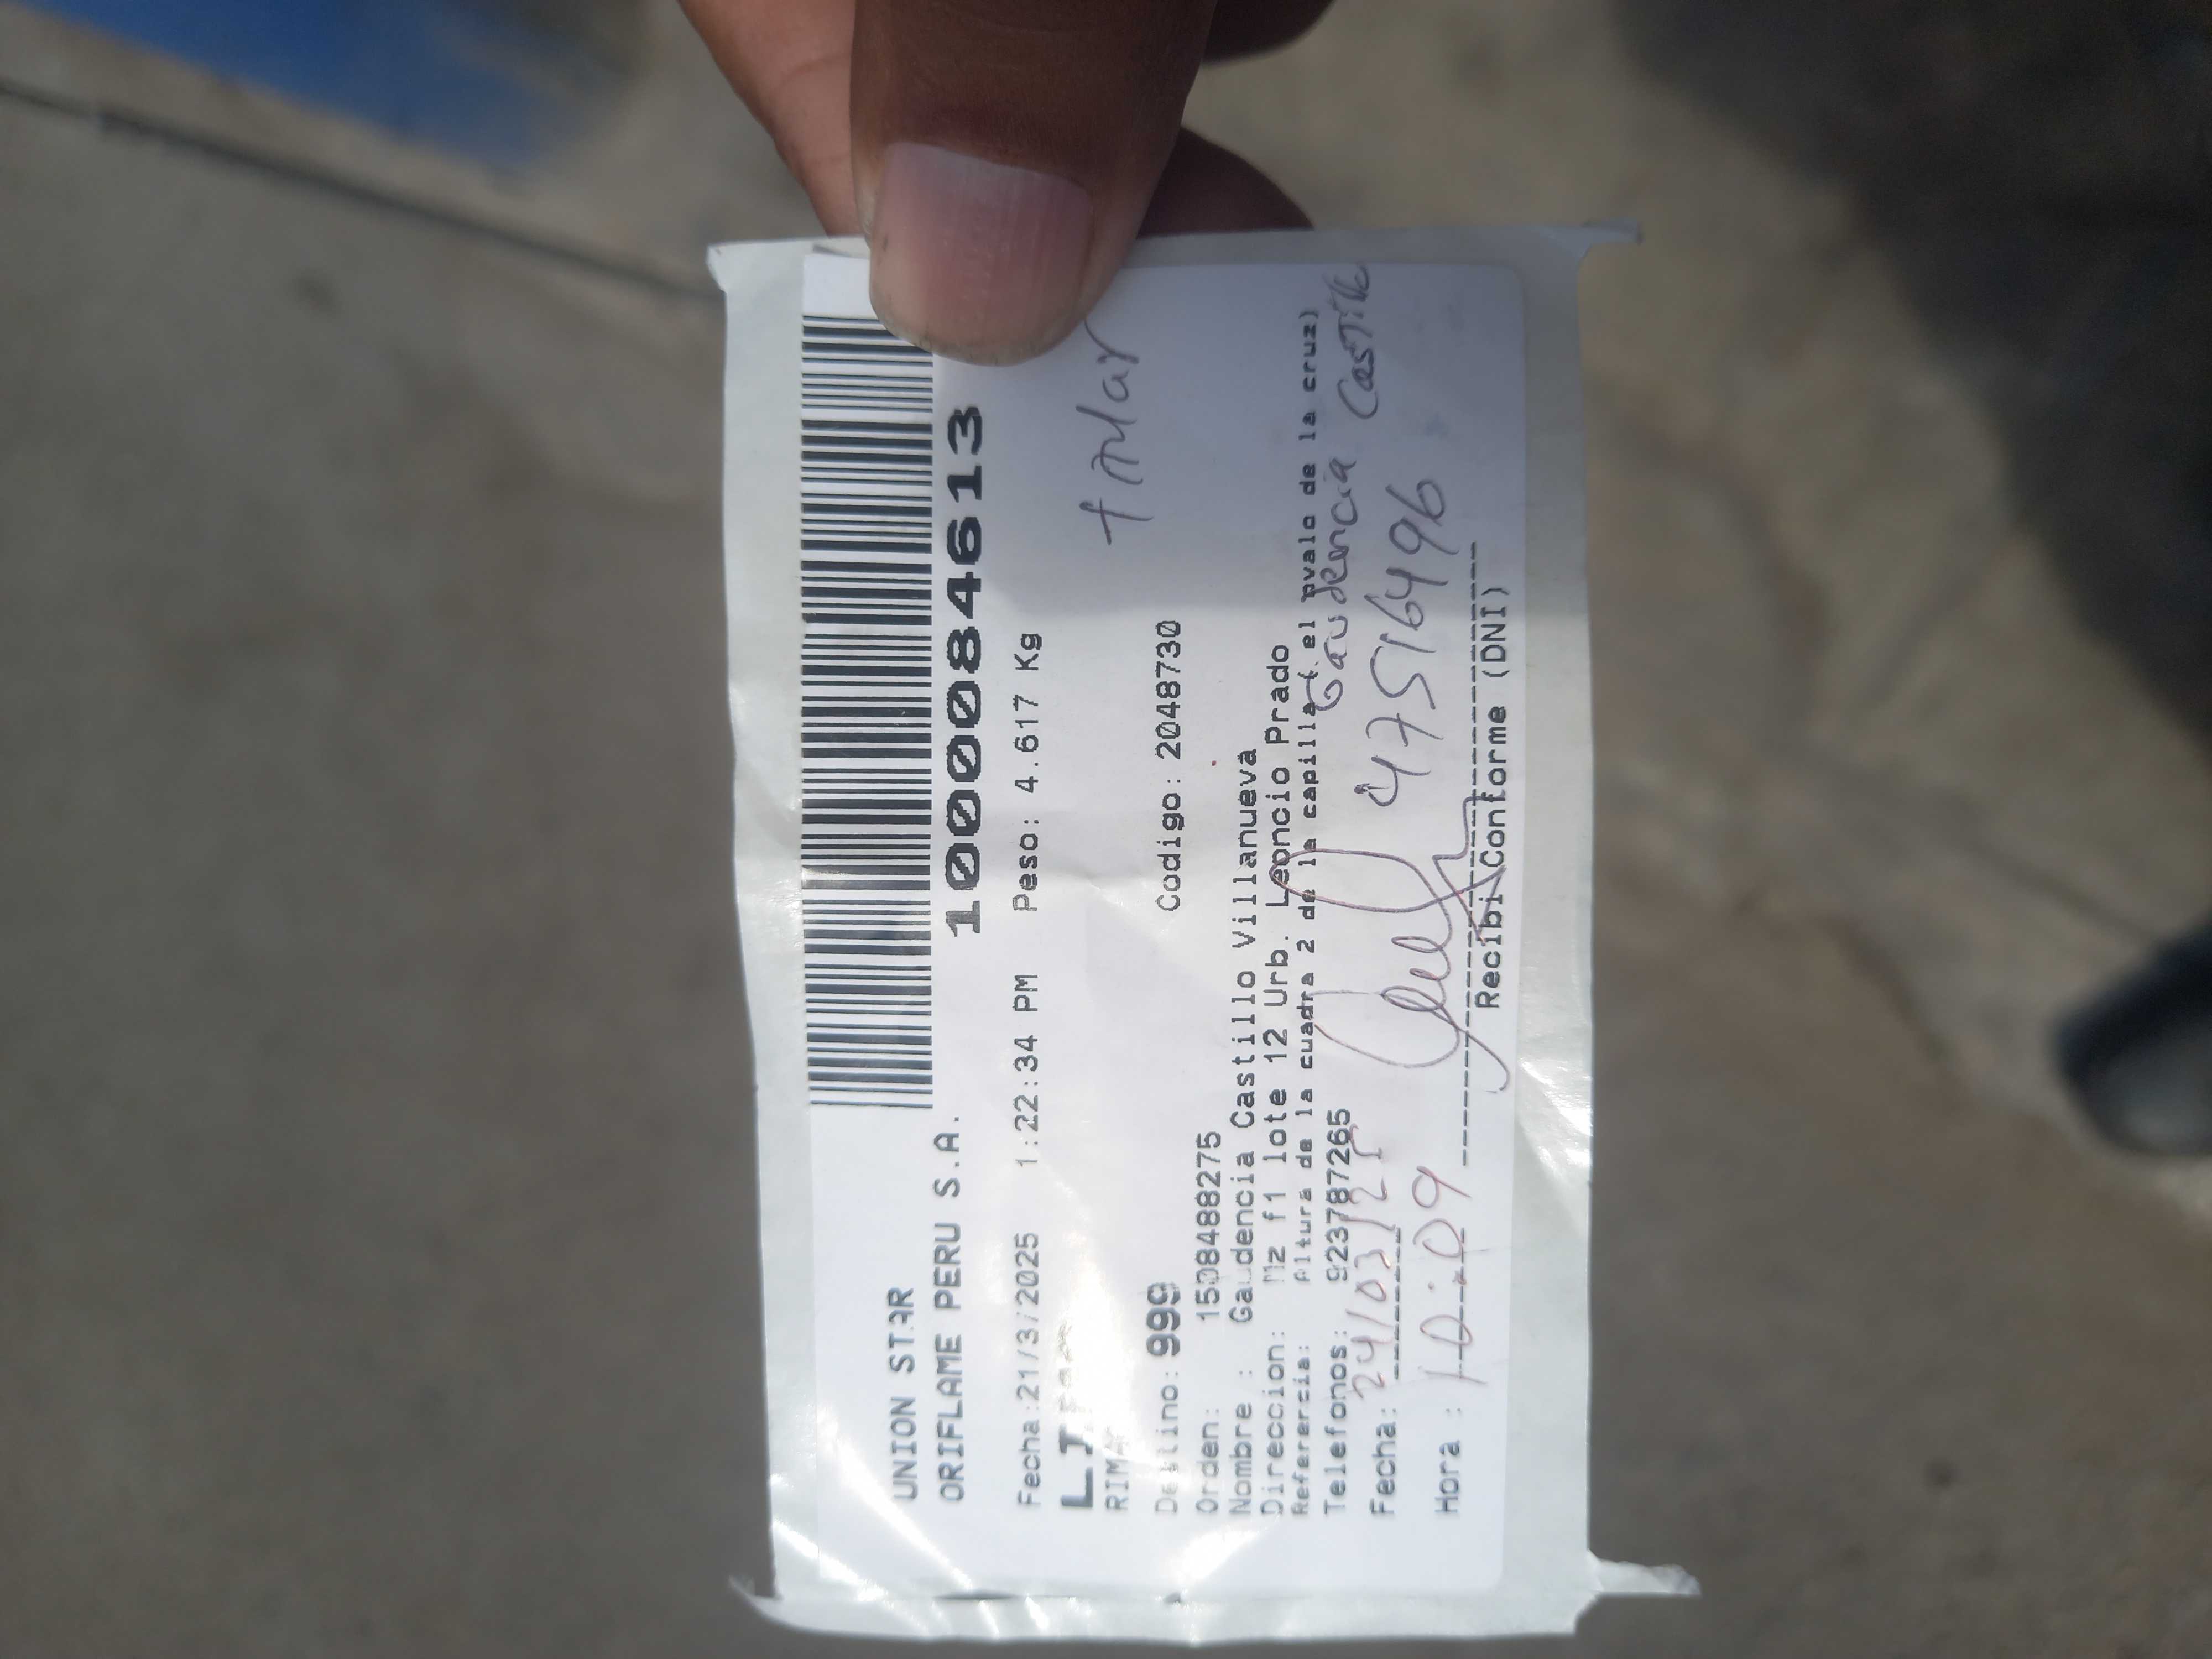 UNION STAR
ORIFLAME PERU S.A. 1000084613
Fecha:21/3/2025 1:22:34 PM Peso: 4.617 Kg
titular
Destino: 999 Codigo: 2048730
Orden: 1508488275
Nombre : Gaudencia Castillo Villanueva
Direccion: Mz f1 lote 12 Urb. Leoncio Prado
Referencia: Altura de la cuadra 2 de la capilla el ovalo de la cruz)
Telefonos: 923787265
Gaudencia Castillo
Fecha: 24/03/25
47516496
Hora : 10:09
Recibi Conforme (DNI)